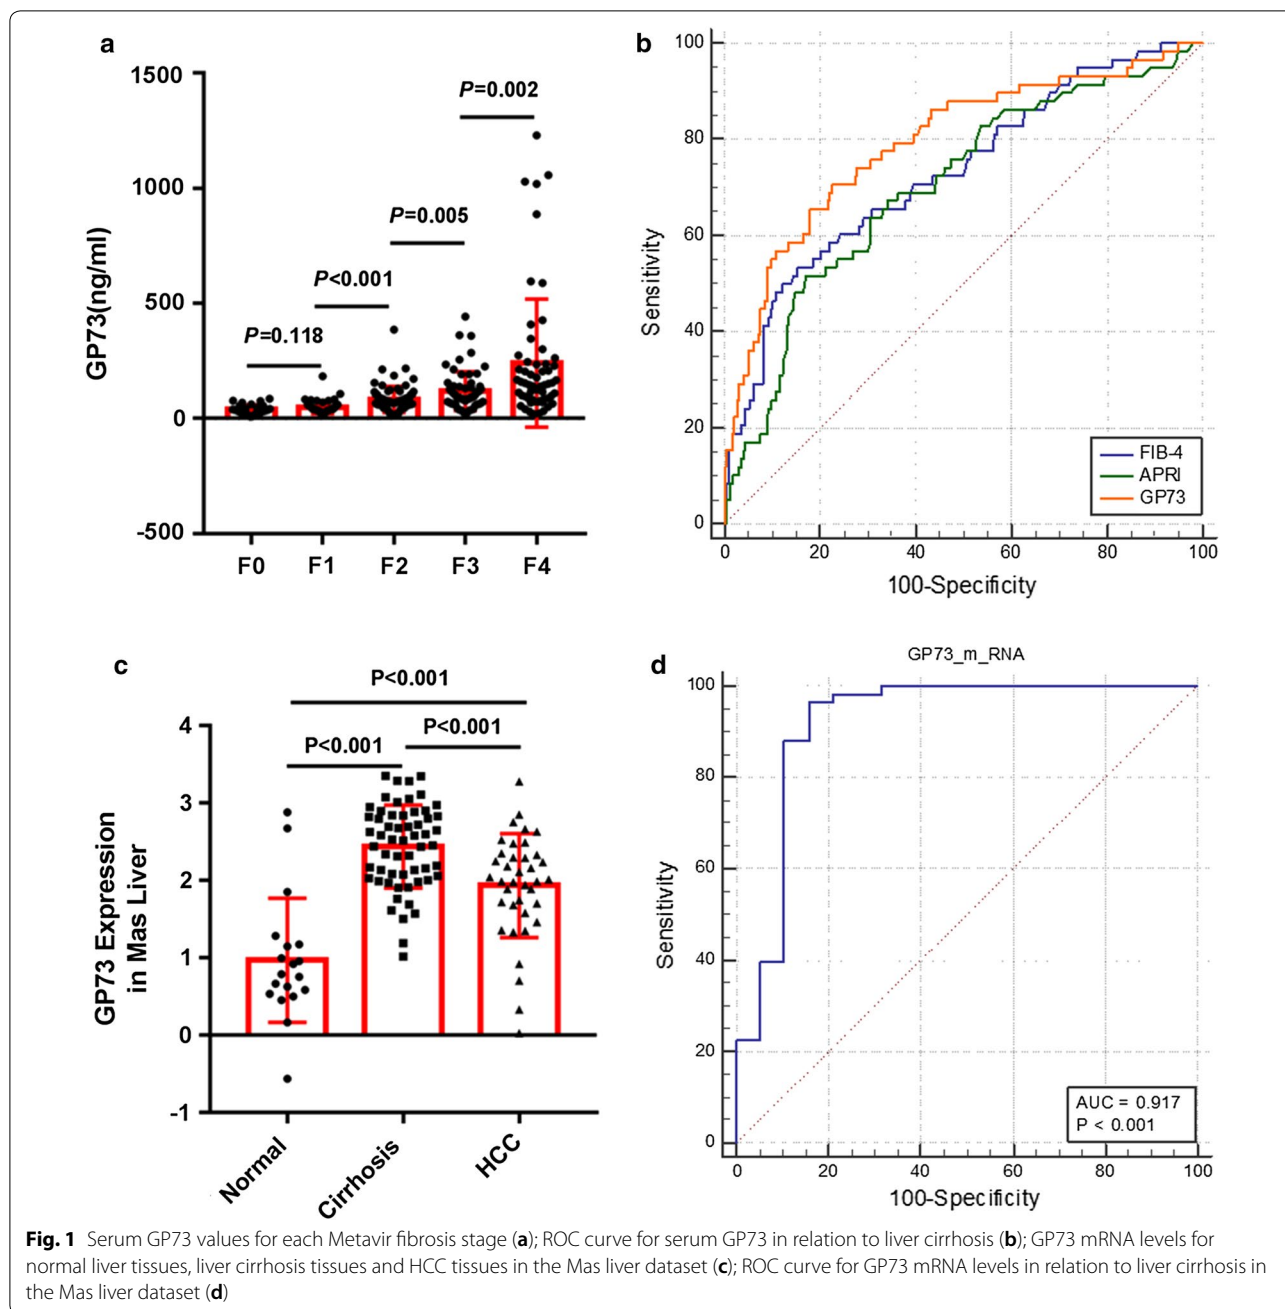 a
1500
1000
500
0
-500
GP73(ng/ml)
P=0.118
P<0.001
P=0.005
P=0.002
F0 F1 F2 F3 F4
b
100
80
60
40
20
0
Sensitivity
FIB-4
APRI
GP73
0 20 40 60 80 100
100-Specificity
c
P<0.001
P<0.001
P<0.001
4
3
2
1
0
-1
GP73 Expression
in Mas Liver
Normal
Cirrhosis
HCC
d
GP73_m_RNA
100
80
60
40
20
0
Sensitivity
AUC = 0.917
P < 0.001
0 20 40 60 80 100
100-Specificity
Fig. 1 Serum GP73 values for each Metavir fibrosis stage (a); ROC curve for serum GP73 in relation to liver cirrhosis (b); GP73 mRNA levels for
normal liver tissues, liver cirrhosis tissues and HCC tissues in the Mas liver dataset (c); ROC curve for GP73 mRNA levels in relation to liver cirrhosis in
the Mas liver dataset (d)